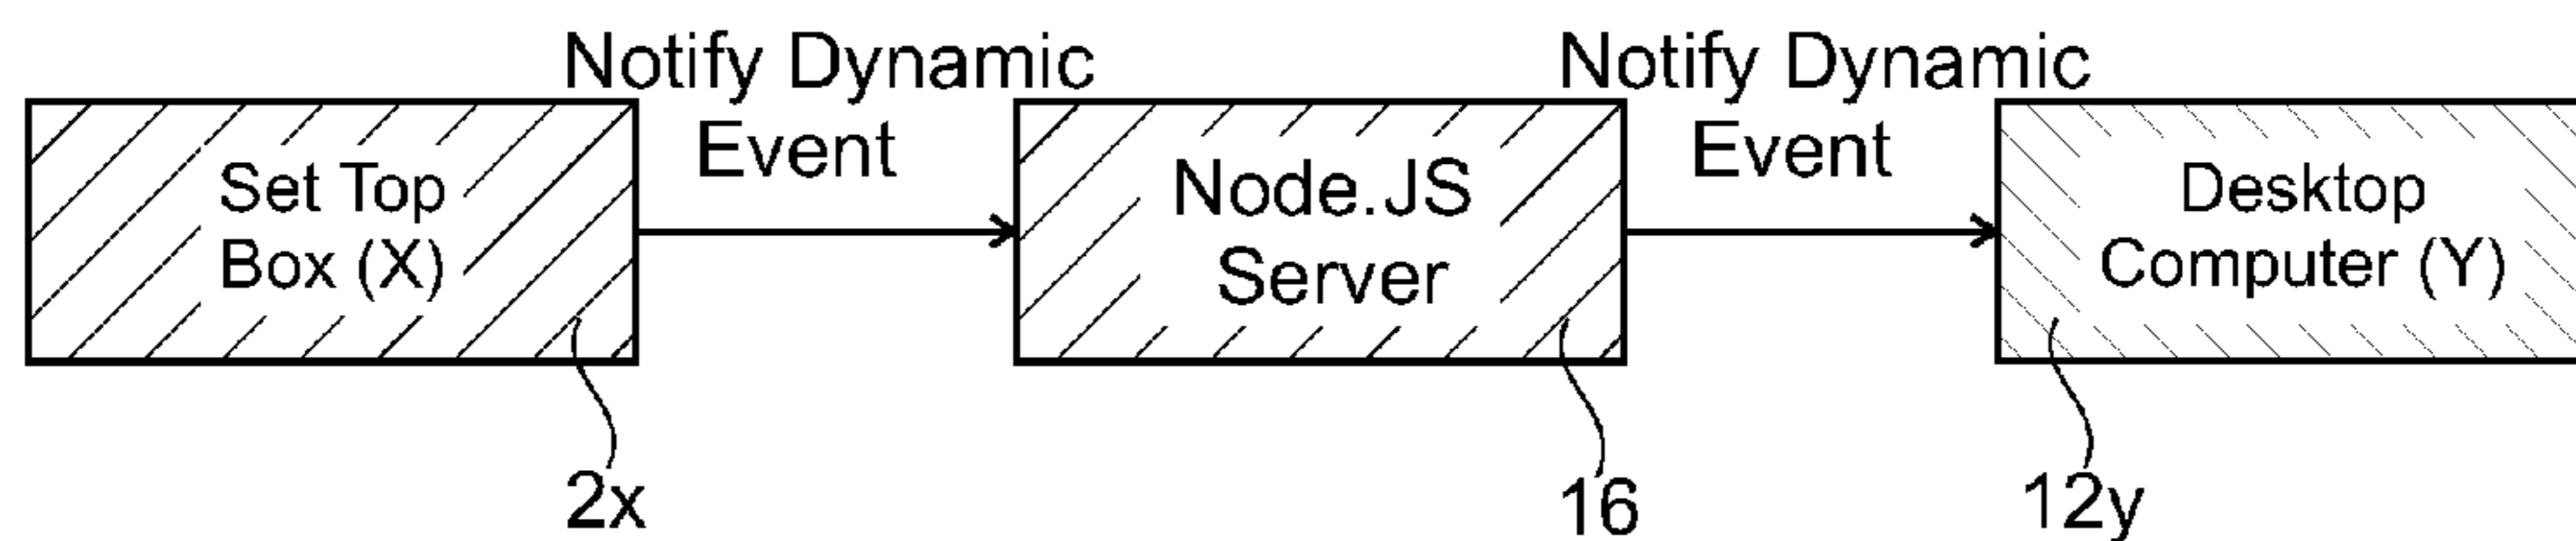 Notify Dynamic
Event
Notify Dynamic
Event
Set Top
Box (X)
Node.JS
Server
Desktop
Computer (Y)
2x
16
12y